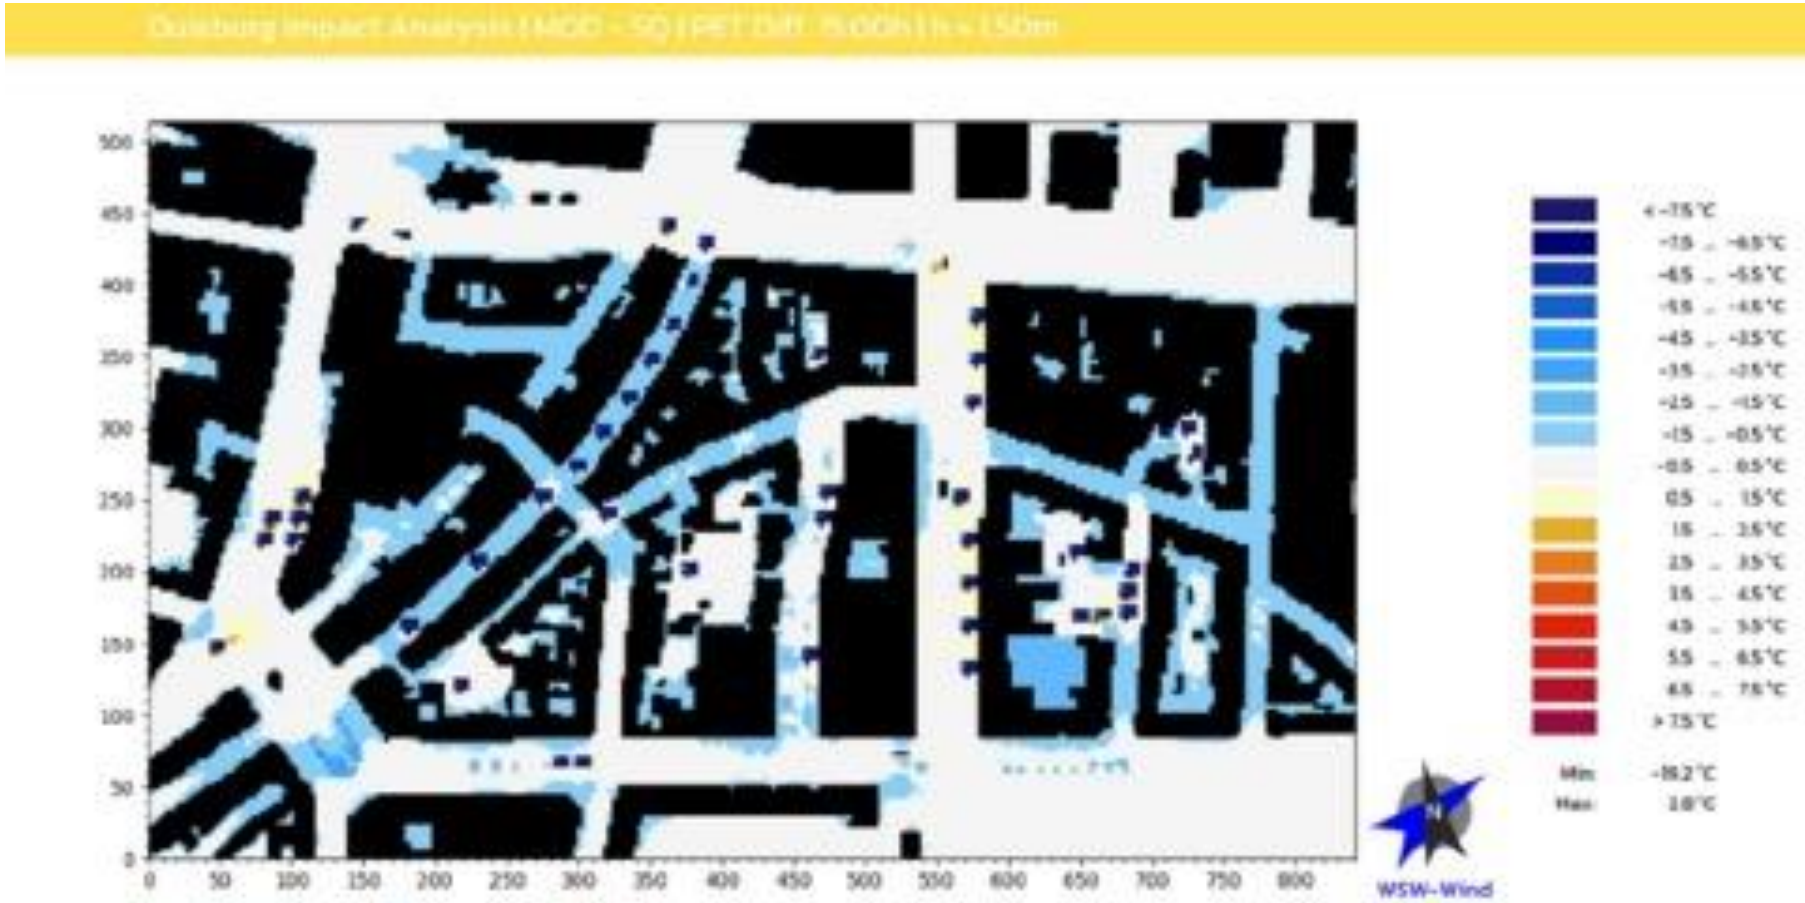 Duisburg Impact Analysis | MOD - SQ | PET Diff. 15:00h | h = 1.50m
500
450
400
350
300
250
200
150
100
50
0
0 50 100 150 200 250 300 350 400 450 500 550 600 650 700 750 800
< -7.5 °C
-7.5 .. -6.5 °C
-6.5 .. -5.5 °C
-5.5 .. -4.5 °C
-4.5 .. -3.5 °C
-3.5 .. -2.5 °C
-2.5 .. -1.5 °C
-1.5 .. -0.5 °C
-0.5 .. 0.5 °C
0.5 .. 1.5 °C
1.5 .. 2.5 °C
2.5 .. 3.5 °C
3.5 .. 4.5 °C
4.5 .. 5.5 °C
5.5 .. 6.5 °C
6.5 .. 7.5 °C
> 7.5 °C
Min:
Max:
WSW-Wind